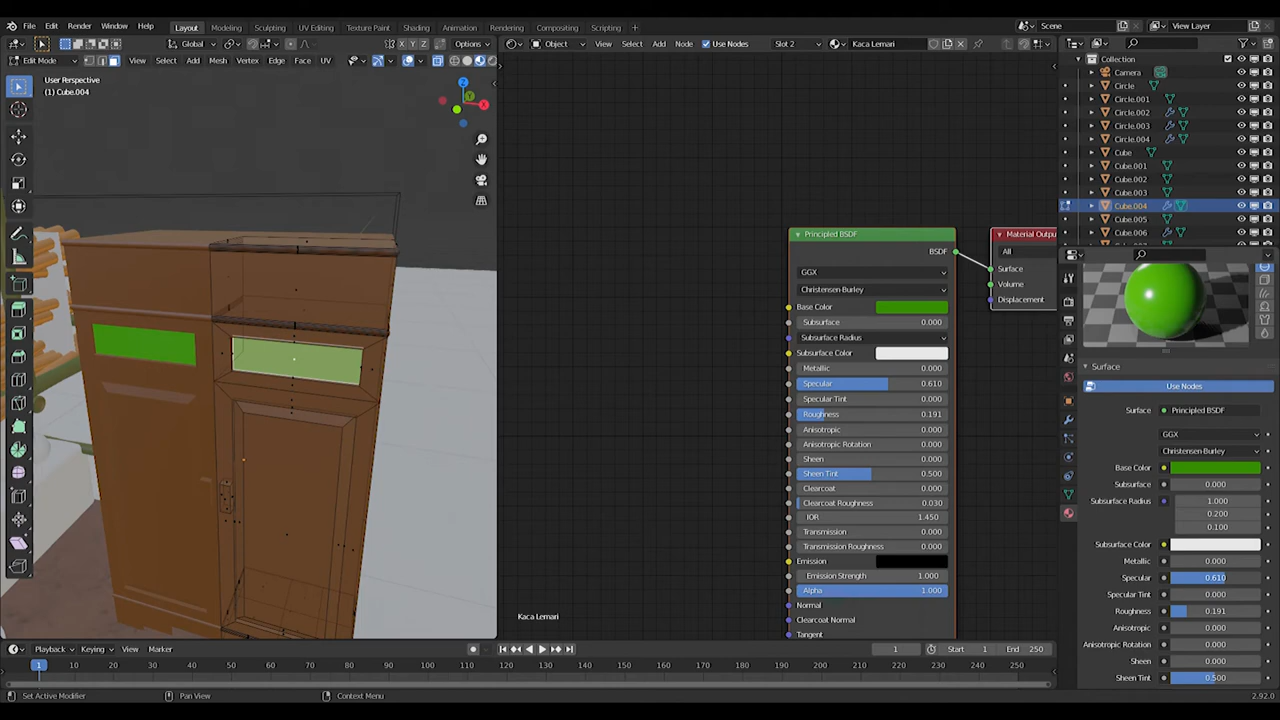 File Edit Render Window Help Layout Modeling Sculpting UV Editing Texture Paint Shading Animation Rendering Compositing Scripting + Scene View Layer
Global Options Object View Select Add Node Use Nodes Slot 2 Kaca Lemari
Edit Mode View Select Add Mesh Vertex Edge Face UV
User Perspective
(1) Cube.004
Z
Y
X
Principled BSDF
BSDF
GGX
Christensen-Burley
Base Color
Subsurface 0.000
Subsurface Radius
Subsurface Color
Metallic 0.000
Specular 0.610
Specular Tint 0.000
Roughness 0.191
Anisotropic 0.000
Anisotropic Rotation 0.000
Sheen 0.000
Sheen Tint 0.500
Clearcoat 0.000
Clearcoat Roughness 0.030
IOR 1.450
Transmission 0.000
Transmission Roughness 0.000
Emission
Emission Strength 1.000
Alpha 1.000
Normal
Clearcoat Normal
Tangent
Material Outpu
All
Surface
Volume
Displacement
Kaca Lemari
Collection
Camera
Circle
Circle.001
Circle.002
Circle.003
Circle.004
Cube
Cube.001
Cube.002
Cube.003
Cube.004
Cube.005
Cube.006
Surface
Use Nodes
Surface Principled BSDF
GGX
Christensen-Burley
Base Color
Subsurface 0.000
Subsurface Radius 1.000
0.200
0.100
Subsurface Color
Metallic 0.000
Specular 0.610
Specular Tint 0.000
Roughness 0.191
Anisotropic 0.000
Anisotropic Rotation 0.000
Sheen 0.000
Sheen Tint 0.500
Playback Keying View Marker 1 Start 1 End 250
1 10 20 30 40 50 60 70 80 90 100 110 120 130 140 150 160 170 180 190 200 210 220 230 240 250
Set Active Modifier Pan View Context Menu 2.92.0